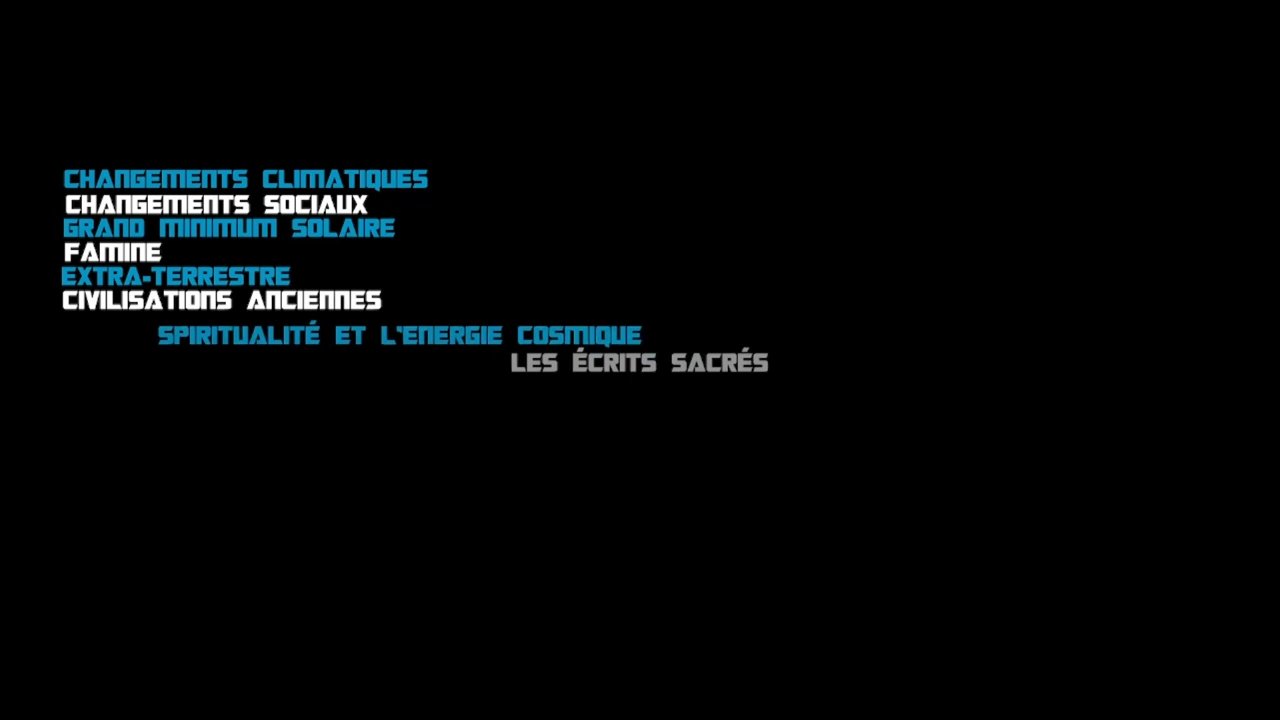 CHANGEMENTS CLIMATIQUES
CHANGEMENTS SOCIAUX
GRAND MINIMUM SOLAIRE
FAMINE
EXTRA-TERRESTRE
CIVILISATIONS ANCIENNES
SPIRITUALITÉ ET L'ENERGIE COSMIQUE
LES ÉCRITS SACRÉS